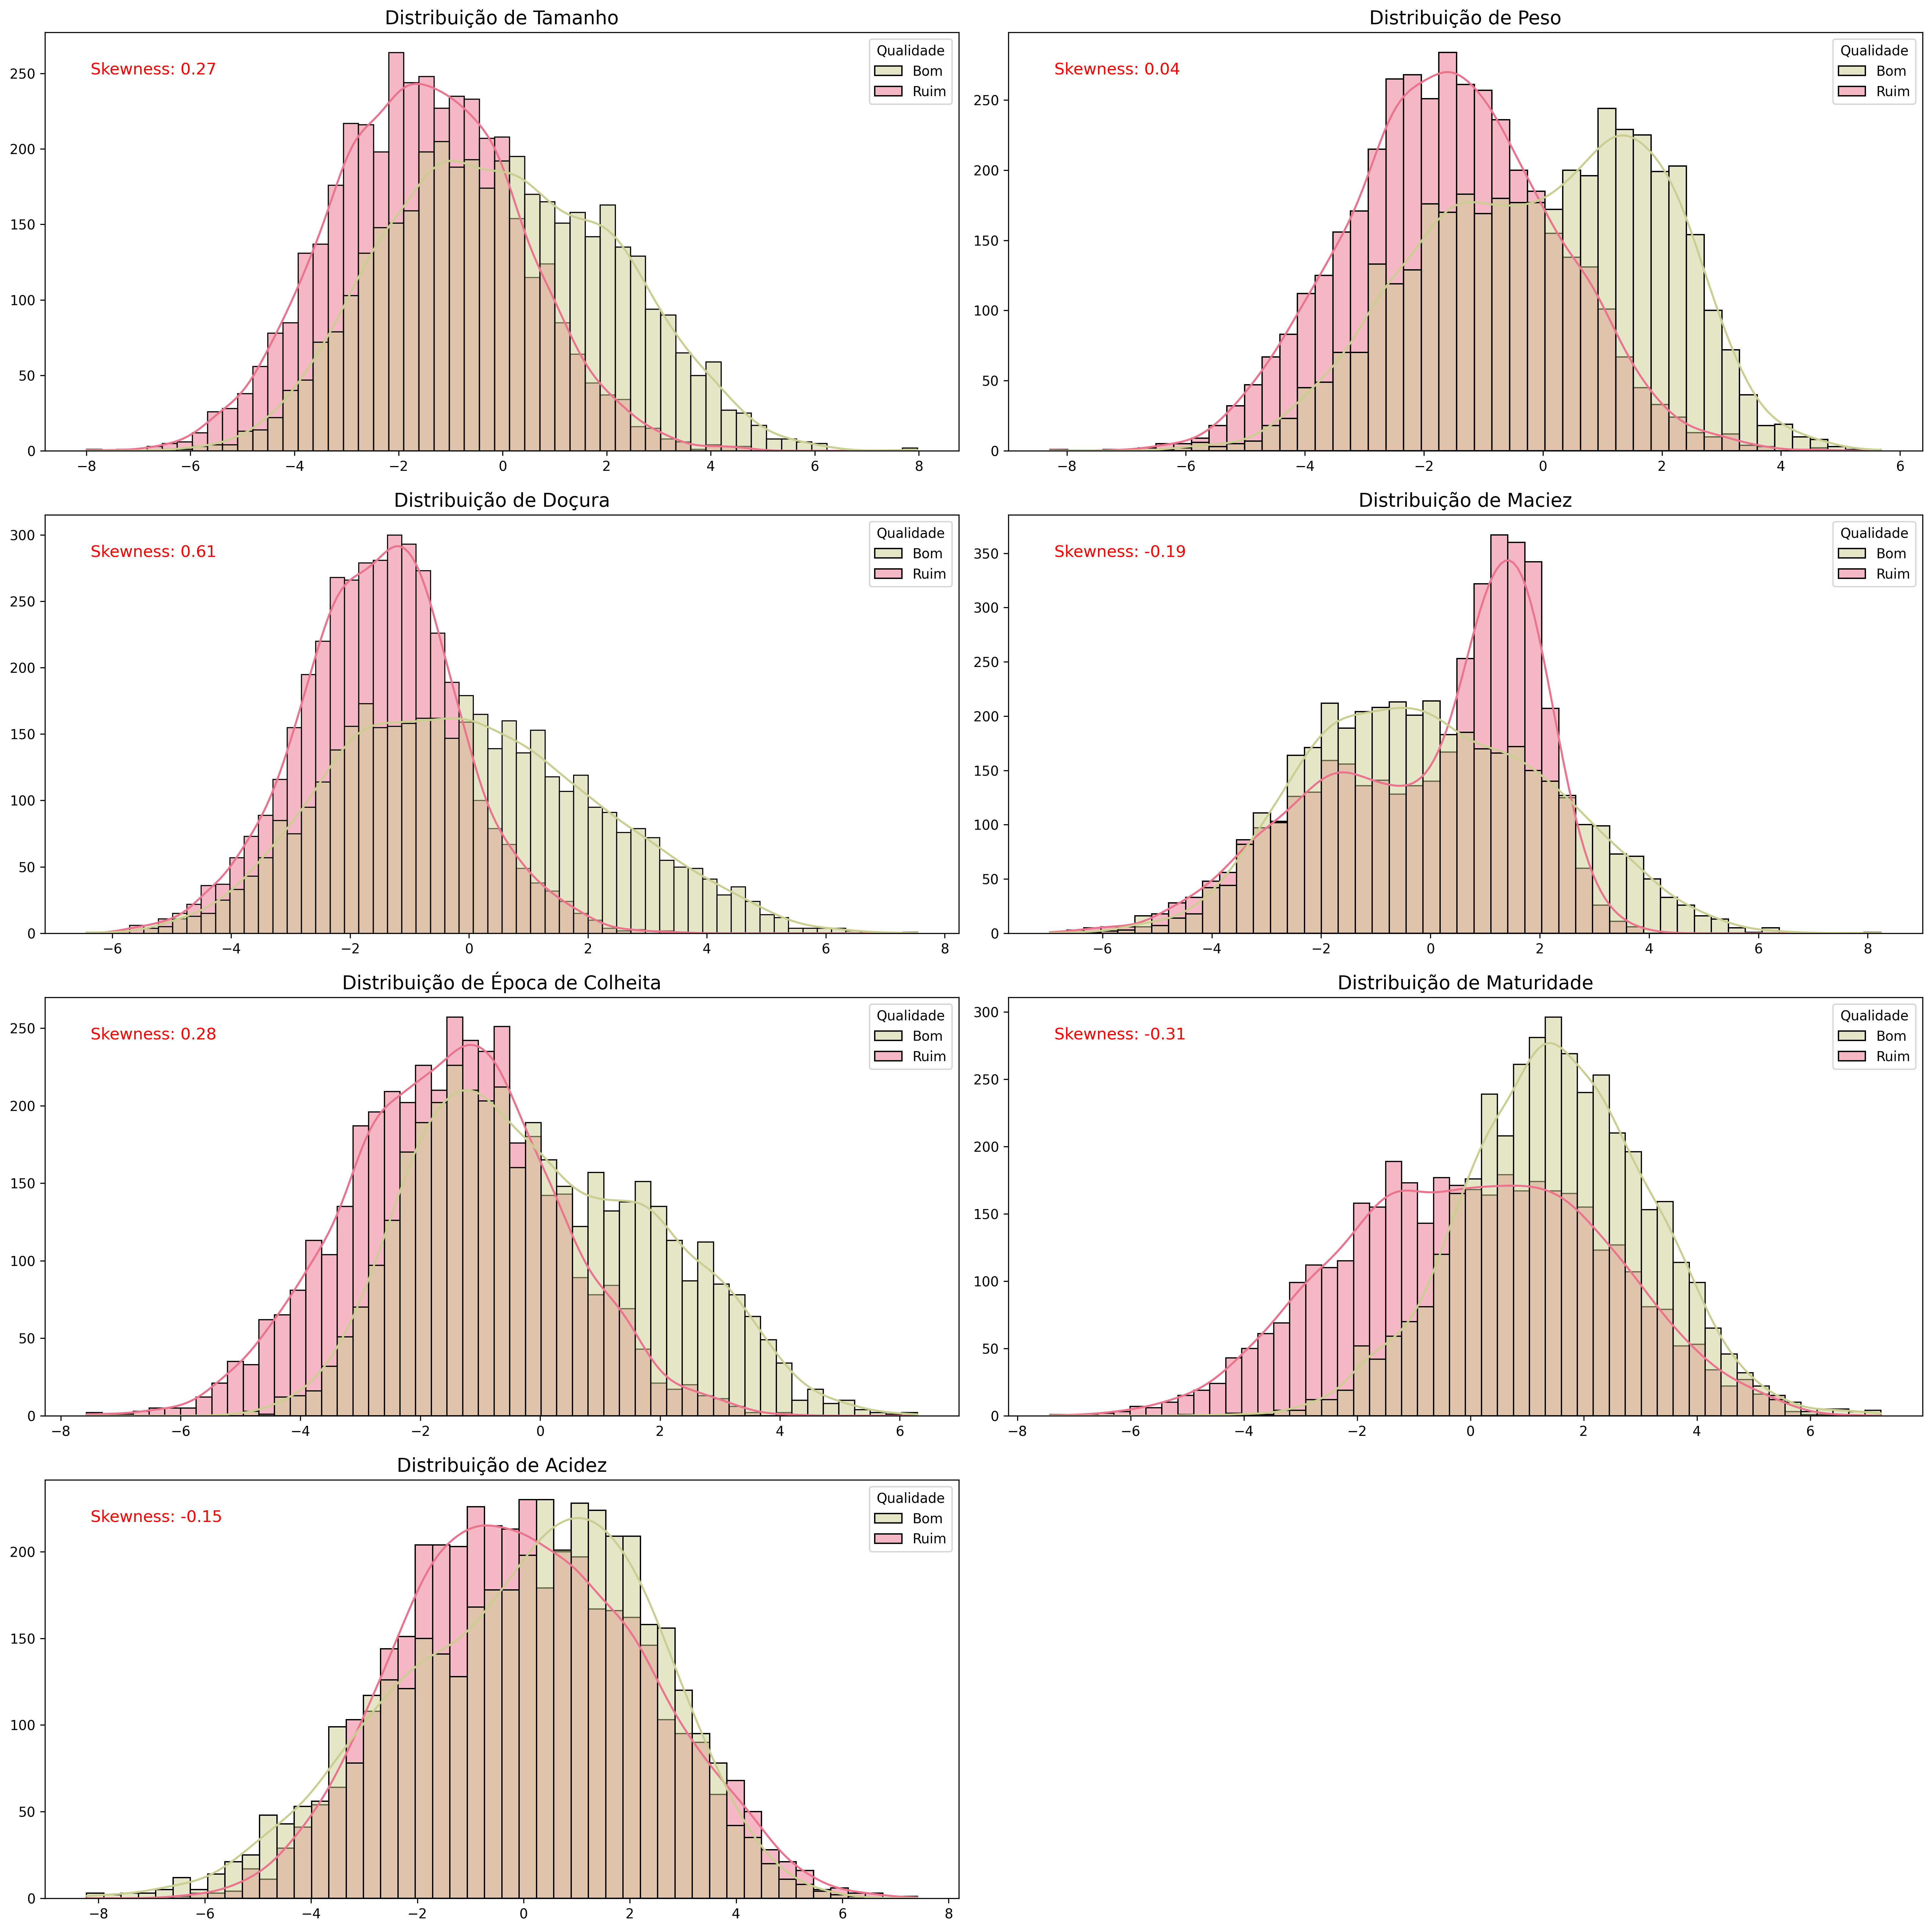 Distribuição de Tamanho
Skewness: 0.27
Qualidade
Bom
Ruim
250
200
150
100
50
0
−8 −6 −4 −2 0 2 4 6 8
Distribuição de Peso
Skewness: 0.04
Qualidade
Bom
Ruim
250
200
150
100
50
0
−8 −6 −4 −2 0 2 4 6
Distribuição de Doçura
Skewness: 0.61
Qualidade
Bom
Ruim
300
250
200
150
100
50
0
−6 −4 −2 0 2 4 6 8
Distribuição de Maciez
Skewness: -0.19
Qualidade
Bom
Ruim
350
300
250
200
150
100
50
0
−6 −4 −2 0 2 4 6 8
Distribuição de Época de Colheita
Skewness: 0.28
Qualidade
Bom
Ruim
250
200
150
100
50
0
−8 −6 −4 −2 0 2 4 6
Distribuição de Maturidade
Skewness: -0.31
Qualidade
Bom
Ruim
300
250
200
150
100
50
0
−8 −6 −4 −2 0 2 4 6
Distribuição de Acidez
Skewness: -0.15
Qualidade
Bom
Ruim
200
150
100
50
0
−8 −6 −4 −2 0 2 4 6 8